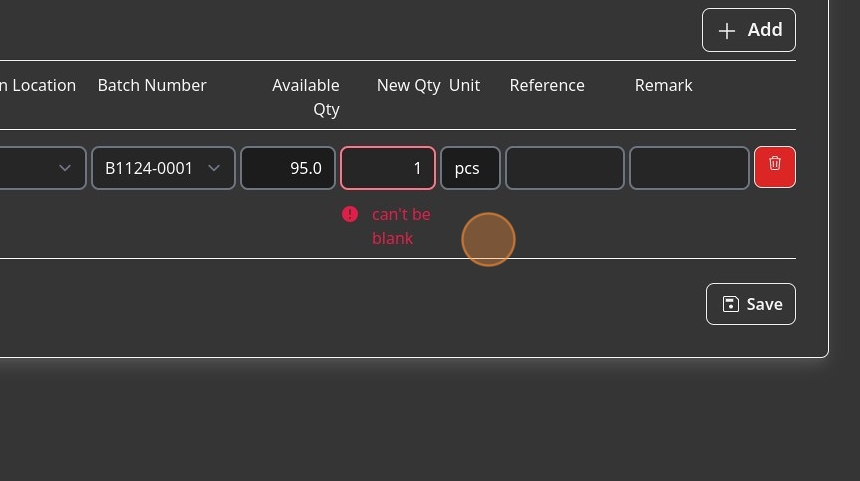 Add
n Location Batch Number Available Qty New Qty Unit Reference Remark
B1124-0001 95.0 1 pcs
can't be
blank
Save